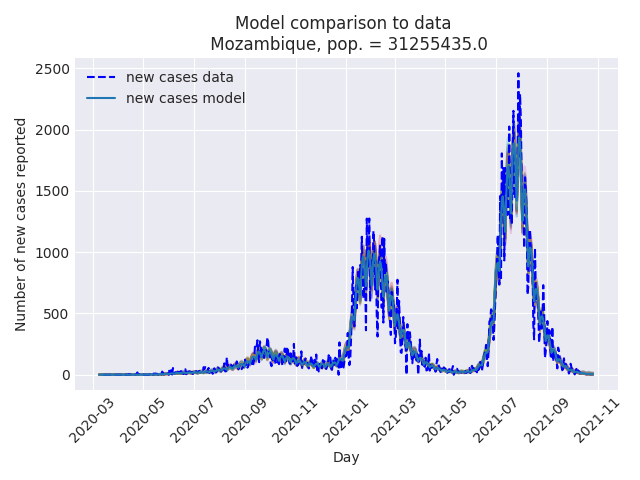 Model comparison to data
Mozambique, pop. = 31255435.0
new cases data
new cases model
Number of new cases reported
2500
2000
1500
1000
500
0
2020-03
2020-05
2020-07
2020-09
2020-11
2021-01
2021-03
2021-05
2021-07
2021-09
2021-11
Day